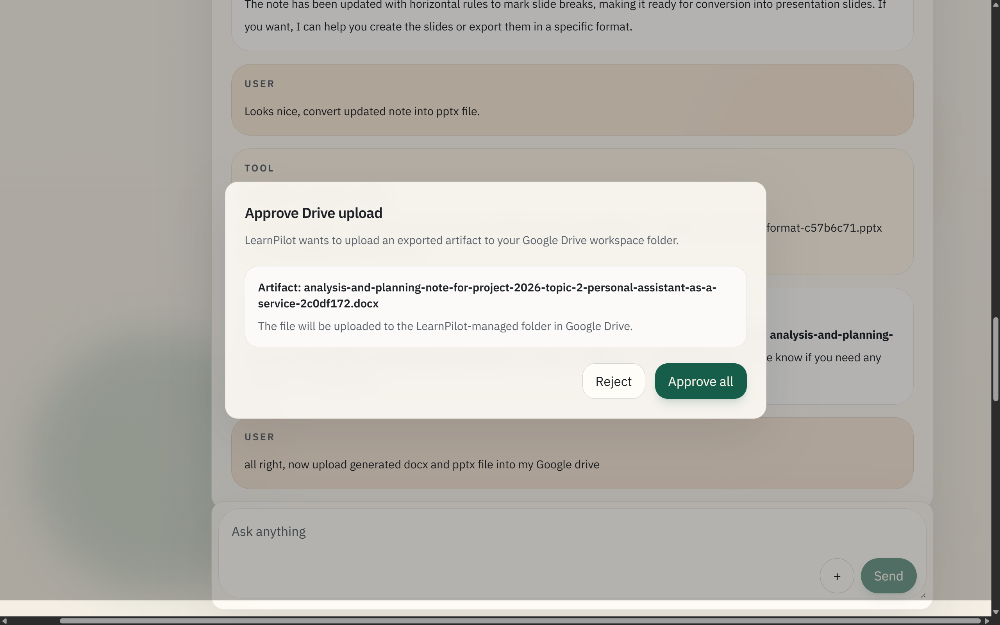 The note has been updated with horizontal rules to mark slide breaks, making it ready for conversion into presentation slides. If
you want, I can help you create the slides or export them in a specific format.
USER
Looks nice, convert updated note into pptx file.
TOOL
format-c57b6c71.pptx
Approve Drive upload
LearnPilot wants to upload an exported artifact to your Google Drive workspace folder.
Artifact: analysis-and-planning-note-for-project-2026-topic-2-personal-assistant-as-a-
service-2c0df172.docx
The file will be uploaded to the LearnPilot-managed folder in Google Drive.
analysis-and-planning-
e know if you need any
Reject
Approve all
USER
all right, now upload generated docx and pptx file into my Google drive
Ask anything
+
Send